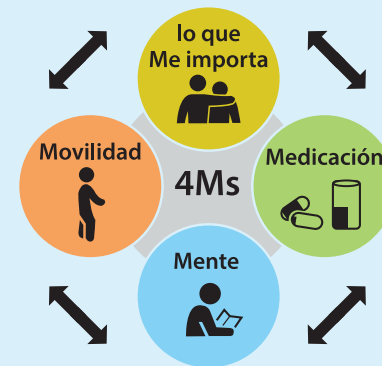 lo que
Me importa
Movilidad
4Ms
Medicación
Mente